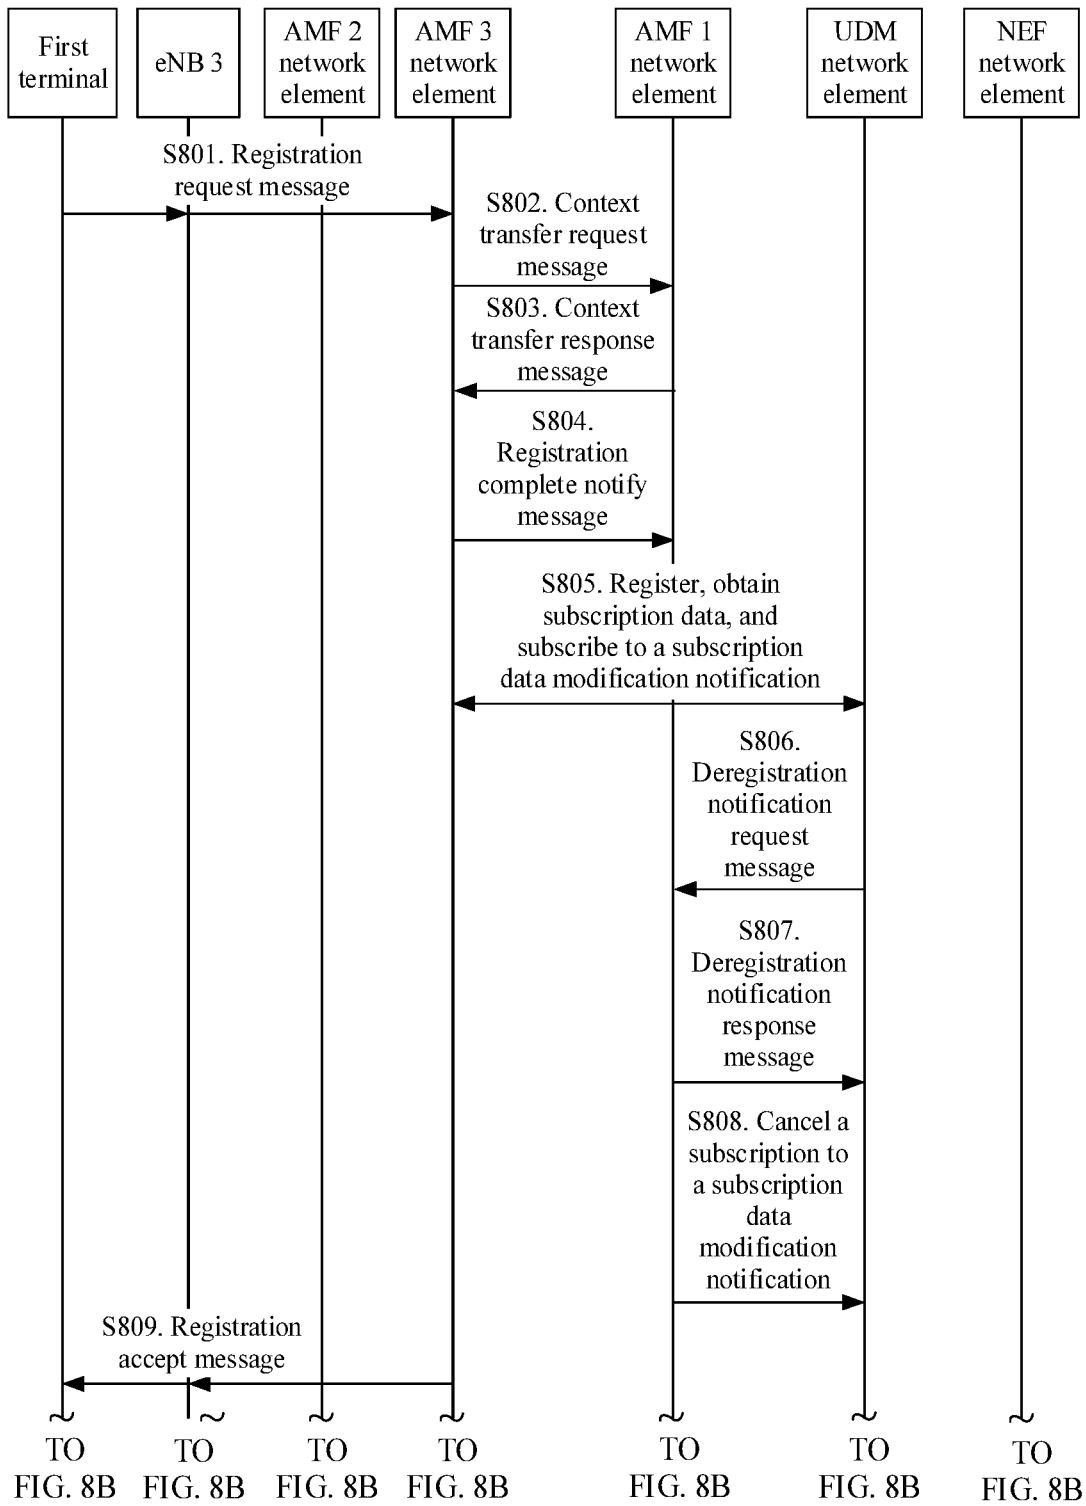 First
terminal
eNB 3
AMF 2
network
element
AMF 3
network
element
AMF 1
network
element
UDM
network
element
NEF
network
element
S801. Registration
request message
S802. Context
transfer request
message
S803. Context
transfer response
message
S804.
Registration
complete notify
message
S805. Register, obtain
subscription data, and
subscribe to a subscription
data modification notification
S806.
Deregistration
notification
request
message
S807.
Deregistration
notification
response
message
S808. Cancel a
subscription to
a subscription
data
modification
notification
S809. Registration
accept message
TO
FIG. 8B
TO
FIG. 8B
TO
FIG. 8B
TO
FIG. 8B
TO
FIG. 8B
TO
FIG. 8B
TO
FIG. 8B